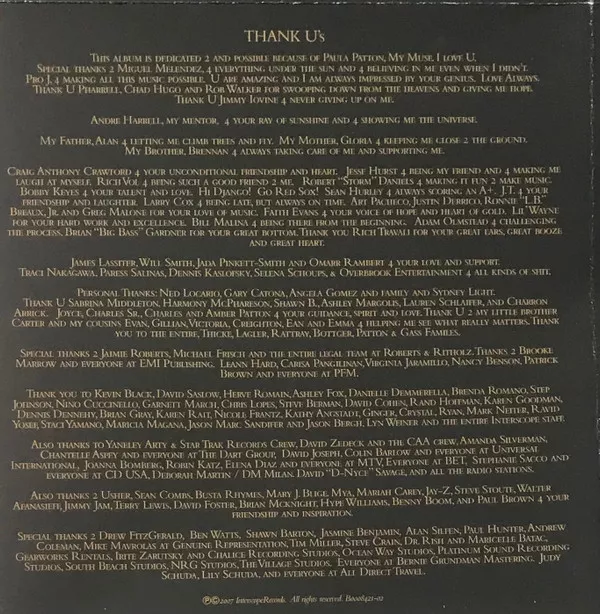 THANK U's
THIS ALBUM IS DEDICATED 2 AND POSSIBLE BECAUSE OF PAULA PATTON, MY MUSE, I LOVE U.
SPECIAL THANKS 2 MIGUEL MELENDEZ, 4 EVERYTHING UNDER THE SUN AND 4 BELIEVING IN ME EVEN WHEN I DIDN'T.
PRO J, 4 MAKING ALL THIS MUSIC POSSIBLE. U ARE AMAZING AND I AM ALWAYS IMPRESSED BY YOUR GENIUS. LOVE ALWAYS.
THANK U PHARRELL, CHAD HUGO AND ROB WALKER FOR SWOOPING DOWN FROM THE HEAVENS AND GIVING ME HOPE.
THANK U JIMMY IOVINE 4 NEVER GIVING UP ON ME.
ANDRE HARRELL, MY MENTOR, 4 YOUR RAY OF SUNSHINE AND 4 SHOWING ME THE UNIVERSE.
MY FATHER, ALAN 4 LETTING ME CLIMB TREES AND FLY. MY MOTHER, GLORIA 4 KEEPING ME CLOSE 2 THE GROUND.
MY BROTHER, BRENNAN 4 ALWAYS TAKING CARE OF ME AND SUPPORTING ME.
CRAIG ANTHONY CRAWFORD 4 YOUR UNCONDITIONAL FRIENDSHIP AND HEART. JESSE HURST 4 BEING MY FRIEND AND 4 MAKING ME
LAUGH AT MYSELF. RICH VOL 4 BEING SUCH A GOOD FRIEND 2 ME. ROBERT "STORM" DANIELS 4 MAKING IT FUN 2 MAKE MUSIC.
BOBBY KEYES 4 YOUR TALENT AND LOVE. HI DJANGO! GO RED SOX! SEAN HURLEY 4 ALWAYS SCORING AN A+. J.T. 4 YOUR
FRIENDSHIP AND LAUGHTER. LARRY COX 4 BEING LATE, BUT ALWAYS ON TIME. ART PACHECO, JUSTIN DERRICO, RONNIE "L.B."
BREAUX, JR. AND GREG MALONE FOR YOUR LOVE OF MUSIC. FAITH EVANS 4 YOUR VOICE OF HOPE AND HEART OF GOLD. LIL' WAYNE
FOR YOUR HARD WORK AND EXCELLENCE. BILL MALINA 4 BEING THERE FROM THE BEGINNING. ADAM OLMSTEAD 4 CHALLENGING
THE PROCESS, BRIAN "BIG BASS" GARDNER FOR YOUR GREAT BOTTOM. THANK YOU RICH TRAVALI FOR YOUR GREAT EARS, GREAT BOOZE
AND GREAT HEART.
JAMES LASSITER, WILL SMITH, JADA PINKETT-SMITH AND OMARR RAMBERT 4 YOUR LOVE AND SUPPORT.
TRACI NAKAGAWA, PARESS SALINAS, DENNIS KASLOFSKY, SELENA SCHOUPS, & OVERBROOK ENTERTAINMENT 4 ALL KINDS OF SHIT.
PERSONAL THANKS: NED LOCARIO, GARY CATONA, ANGELA GOMEZ AND FAMILY AND SYDNEY LIGHT.
THANK U SABRINA MIDDLETON, HARMONY MCPHARESON, SHAWN B., ASHLEY MARGOLIS, LAUREN SCHLAIFER, AND CHARRON
ARRICK. JOYCE, CHARLES SR., CHARLES AND AMBER PATTON 4 YOUR GUIDANCE, SPIRIT AND LOVE. THANK U 2 MY LITTLE BROTHER
CARTER AND MY COUSINS EVAN, GILLIAN, VICTORIA, CREIGHTON, EAN AND EMMA 4 HELPING ME SEE WHAT REALLY MATTERS. THANK
YOU TO THE ENTIRE, THICKE, LAGLER, RATTRAY, BOTTGER, PATTON & GASS FAMILES.
SPECIAL THANKS 2 JAIMIE ROBERTS, MICHAEL FRISCH AND THE ENTIRE LEGAL TEAM AT ROBERTS & RITHOLZ. THANKS 2 BROOKE
MARROW AND EVERYONE AT EMI PUBLISHING. LEANN HARD, CARISA PANGILINAN, VIRGINIA JARAMILLO, NANCY BENSON, PATRICK
BROWN AND EVERYONE AT PFM.
THANK YOU TO KEVIN BLACK, DAVID SASLOW, HERVE ROMAIN, ASHLEY FOX, DANIELLE DEMMERELLA, BRENDA ROMANO, STEP
JOHNSON, NINO CUCCINELLO, GARNETT MARCH, CHRIS LOPES, STEVE BERMAN, DAVID COHEN, RAND HOFFMAN, KAREN GOODMAN,
DENNIS DENNEHY, BRIAN GRAY, KAREN RAIT, NICOLE FRANTZ, KATHY ANGSTADT, GINGER, CRYSTAL, RYAN, MARK NEITER, RAWID
YOSEF, STACI YAMANO, MARICIA MAGANA, JASON MARC SANDIFER AND JASON BERGH, LYN WEINER AND THE ENTIRE INTERSCOPE STAFF.
ALSO THANKS TO YANELEY ARTY & STAR TRAK RECORDS CREW, DAVID ZEDECK AND THE CAA CREW, AMANDA SILVERMAN,
CHANTELLE ASPEY AND EVERYONE AT THE DART GROUP, DAVID JOSEPH, COLIN BARLOW AND EVERYONE AT UNIVERSAL
INTERNATIONAL, JOANNA BOMBERG, ROBIN KATZ, ELENA DIAZ AND EVERYONE AT MTV, EVERYONE AT BET, STEPHANIE SACCO AND
EVERYONE AT CD USA, DEBORAH MARTIN / DM MILAN. DAVID "D-NYCE" SAVAGE, AND ALL THE RADIO STATIONS.
ALSO THANKS 2 USHER, SEAN COMBS, BUSTA RHYMES, MARY J. BLIGE, MYA, MARIAH CAREY, JAY-Z, STEVE STOUTE, WALTER
AFANASIEFF, JIMMY JAM, TERRY LEWIS, DAVID FOSTER, BRIAN MCKNIGHT, HYPE WILLIAMS, BENNY BOOM, AND PAUL BROWN 4 YOUR
FRIENDSHIP AND INSPIRATION.
SPECIAL THANKS 2 DREW FITZGERALD, BEN WATTS, SHAWN BARTON, JASMINE BENJAMIN, ALAN SILFEN, PAUL HUNTER, ANDREW
COLEMAN, MIKE MAVROLAS AT GENUINE REPRESENTATION, TIM MILLER, STEVE CRAIN, DR. RISH AND MARICELLE BATAC,
GEARWORKS RENTALS, IRITE ZARUTSKY AND CHALICE RECORDING STUDIOS, OCEAN WAY STUDIOS, PLATINUM SOUND RECORDING
STUDIOS, SOUTH BEACH STUDIOS, NRG STUDIOS, THE VILLAGE STUDIOS. EVERYONE AT BERNIE GRUNDMAN MASTERING. JUDY
SCHUDA, LILY SCHUDA, AND EVERYONE AT ALL DIRECT TRAVEL.
℗©2007 Interscope Records. All rights reserved. B0006421-02